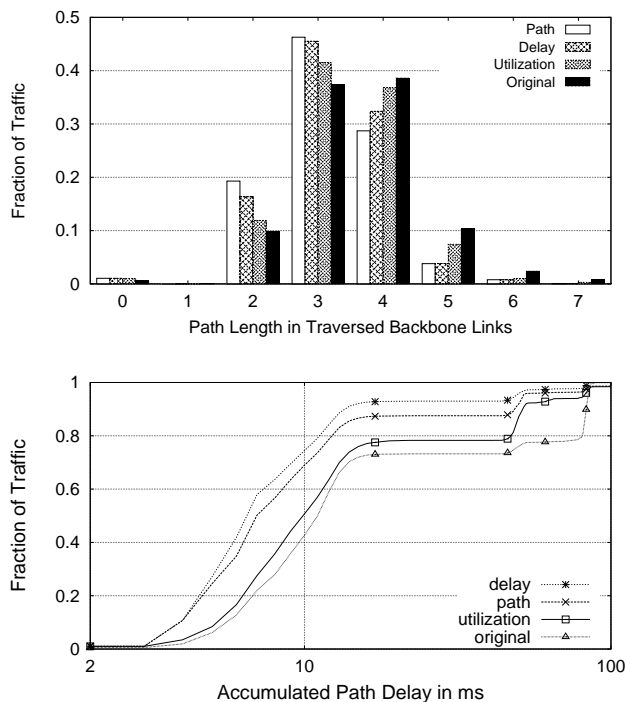 Path
Delay
Utilization
Original
0.5
0.4
0.3
0.2
0.1
0
Fraction of Traffic
0 1 2 3 4 5 6 7
Path Length in Traversed Backbone Links
1
0.8
0.6
0.4
0.2
0
Fraction of Traffic
delay
path
utilization
original
2 10 100
Accumulated Path Delay in ms